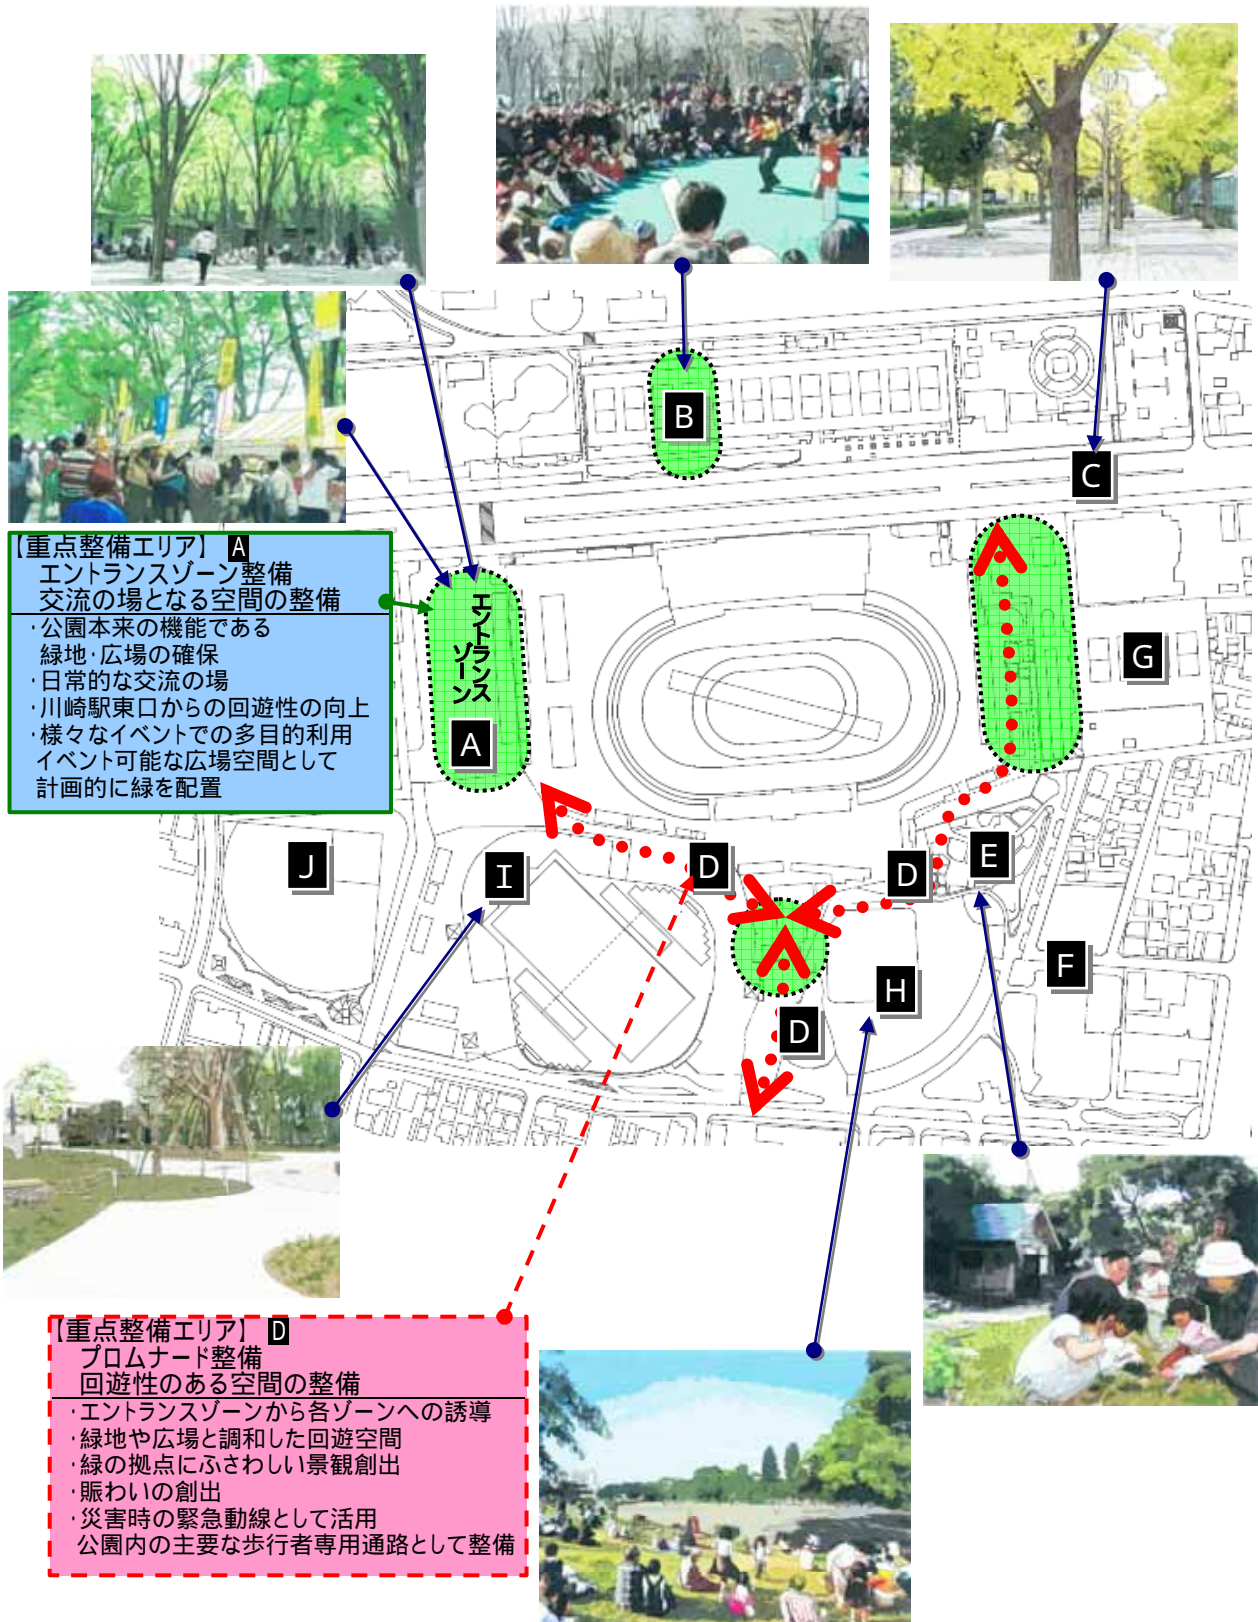 B
C
【重点整備エリア】 A
エントランスゾーン整備
交流の場となる空間の整備
・公園本来の機能である
緑地・広場の確保
・日常的な交流の場
・川崎駅東口からの回遊性の向上
・様々なイベントでの多目的利用
イベント可能な広場空間として
計画的に緑を配置
エントランス
ゾーン
A
G
J
I
D
D
E
F
H
D
【重点整備エリア】 D
プロムナード整備
回遊性のある空間の整備
・エントランスゾーンから各ゾーンへの誘導
・緑地や広場と調和した回遊空間
・緑の拠点にふさわしい景観創出
・賑わいの創出
・災害時の緊急動線として活用
公園内の主要な歩行者専用通路として整備